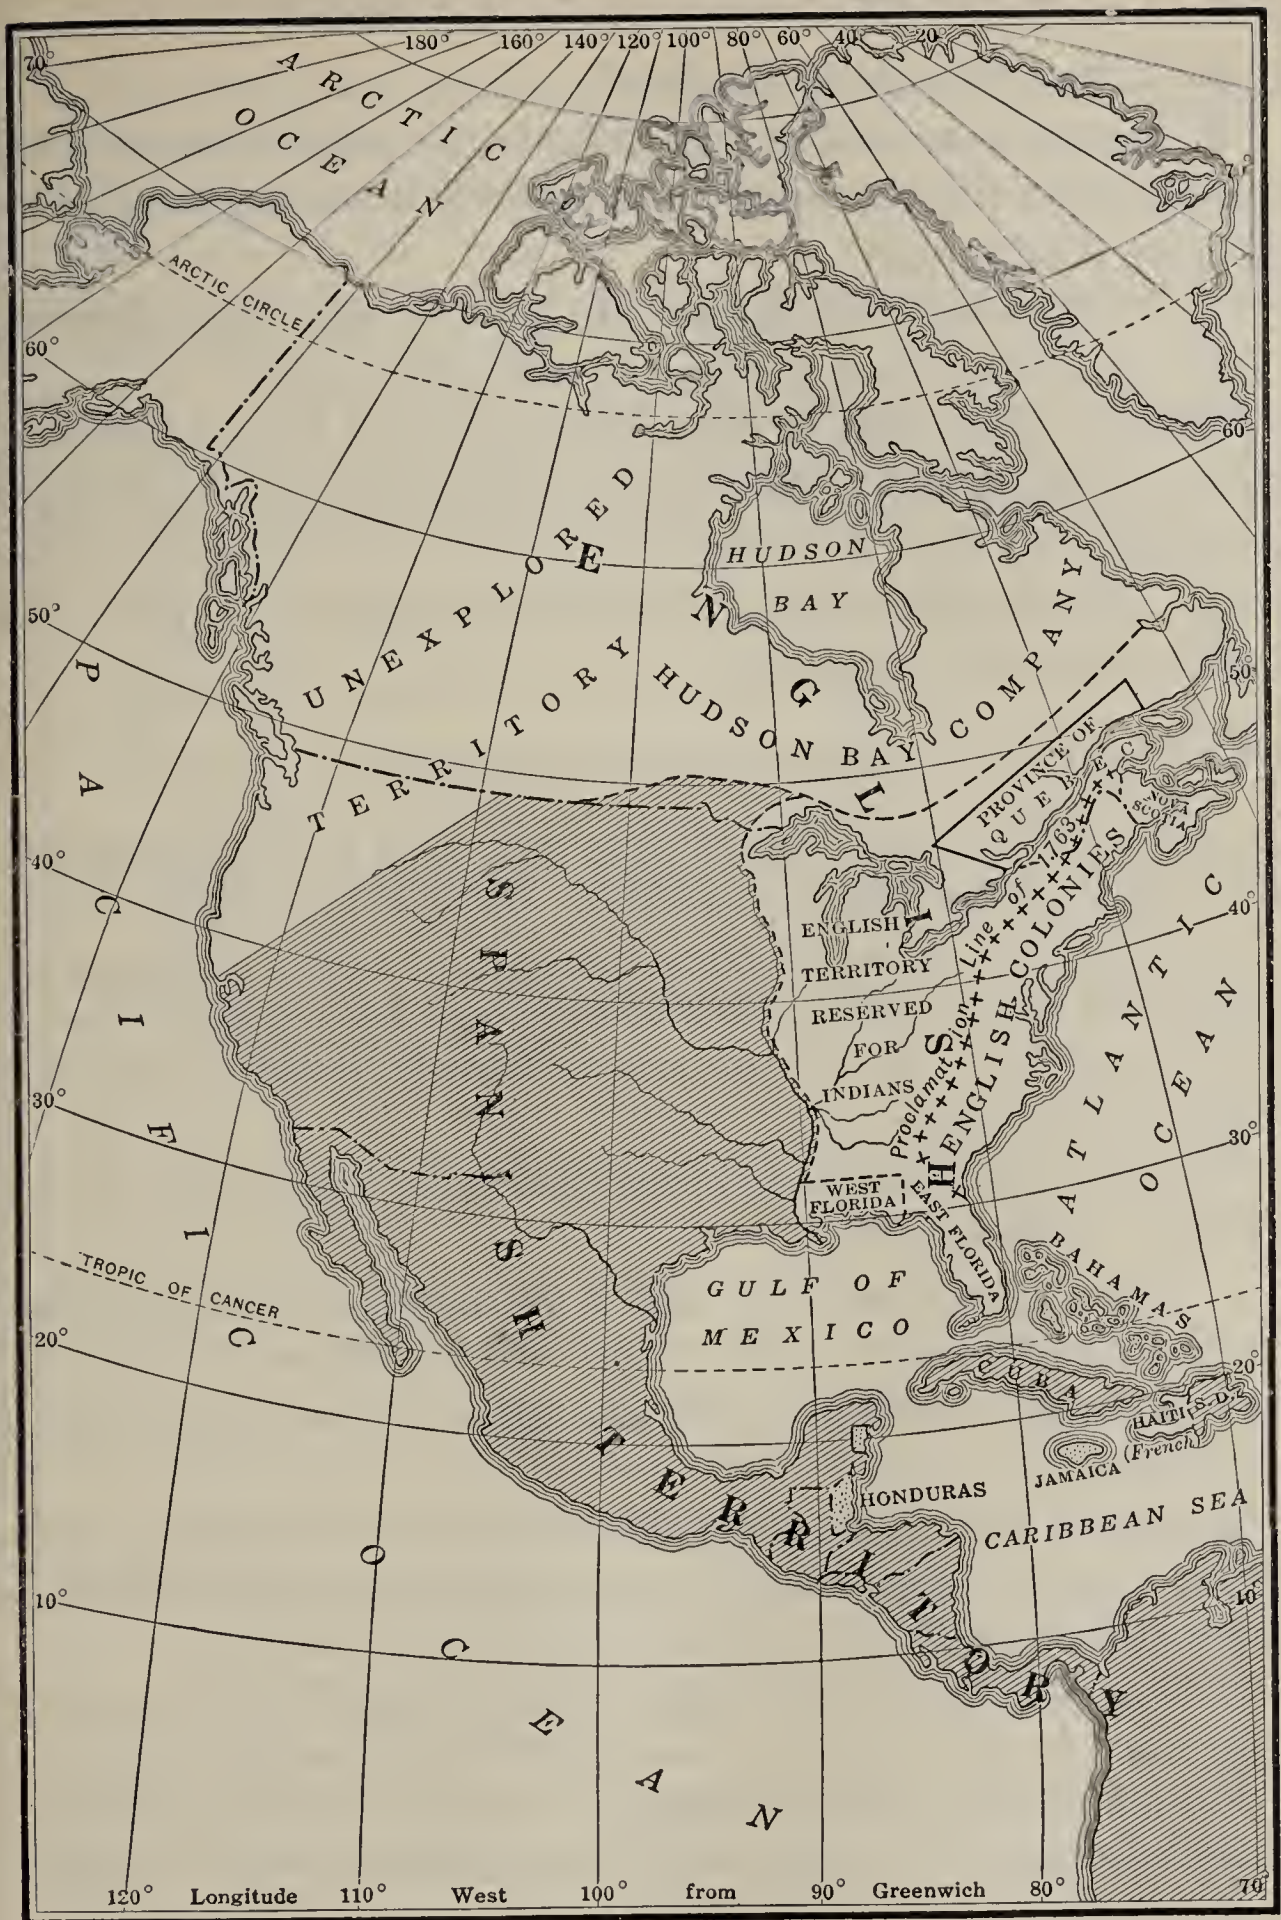 180° 160° 140° 120° 100° 80° 60° 40 20
70°
ARCTIC
OCEAN
ARCTIC CIRCLE
60°
60
UNEXPLORED
ENGLISH
HUDSON
BAY
50°
50°
TERRITORY HUDSON BAY COMPANY
PROVINCE OF
QUEBEC
NOVA
SCOTIA
Proclamation Line of 1763
ENGLISH COLONIES
40°
40°
ENGLISH
TERRITORY
RESERVED
FOR
INDIANS
SPANISH TERRITORY
PACIFIC OCEAN
ATLANTIC
OCEAN
30°
30°
WEST
FLORIDA
EAST FLORIDA
BAHAMAS
TROPIC OF CANCER
GULF OF
MEXICO
20°
20°
CUBA
HAITI S.D.
(French)
JAMAICA
HONDURAS
CARIBBEAN SEA
10°
10°
120° Longitude 110° West 100° from 90° Greenwich 80° 70